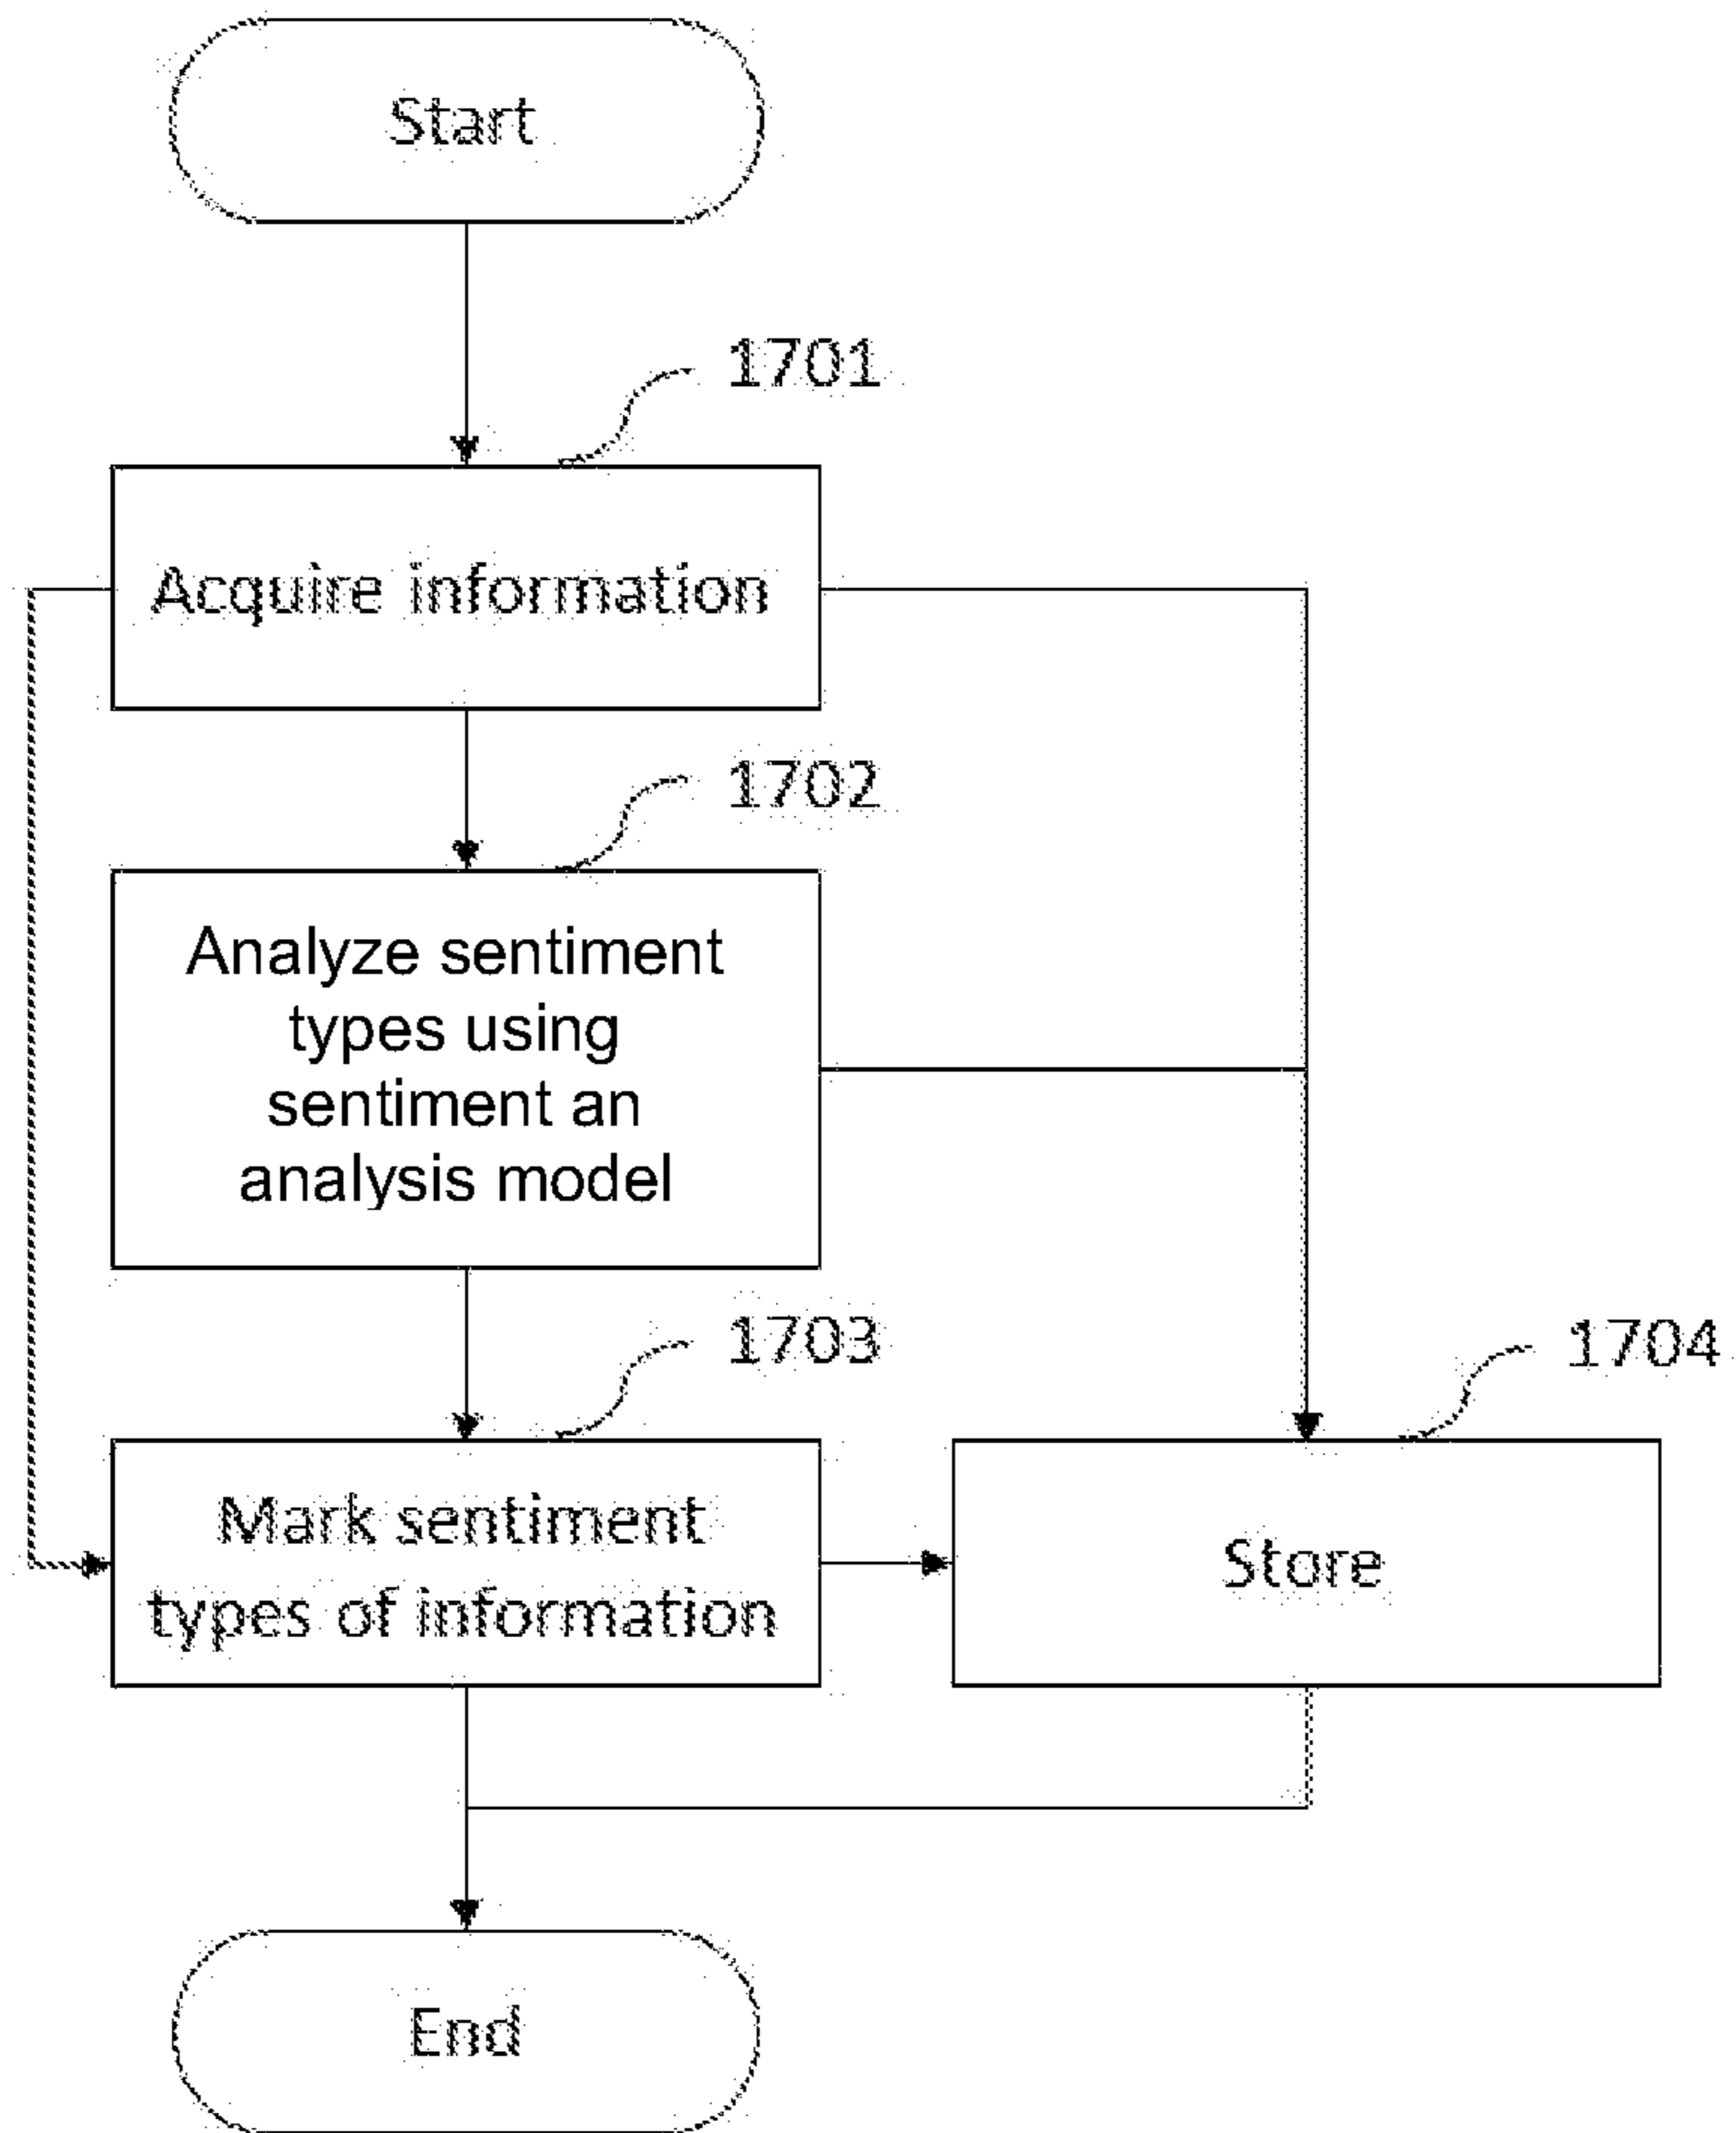 Start
1701
Acquire information
1702
Analyze sentiment
types using
sentiment an
analysis model
1703
Mark sentiment
types of information
1704
Store
End